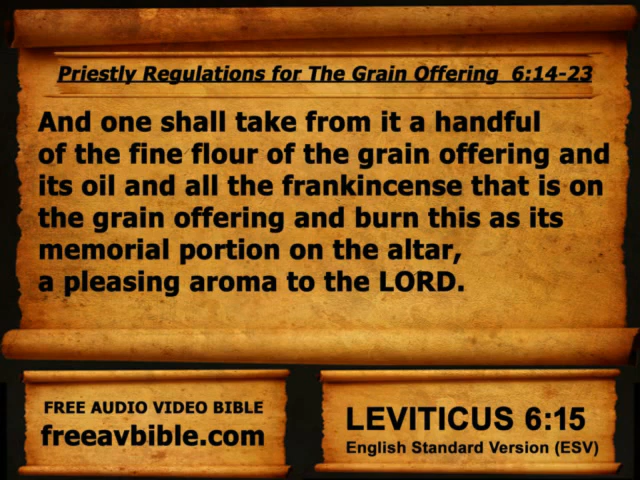 Priestly Regulations for The Grain Offering 6:14-23
And one shall take from it a handful
of the fine flour of the grain offering and
its oil and all the frankincense that is on
the grain offering and burn this as its
memorial portion on the altar,
a pleasing aroma to the LORD.
FREE AUDIO VIDEO BIBLE
freeavbible.com
LEVITICUS 6:15
English Standard Version (ESV)